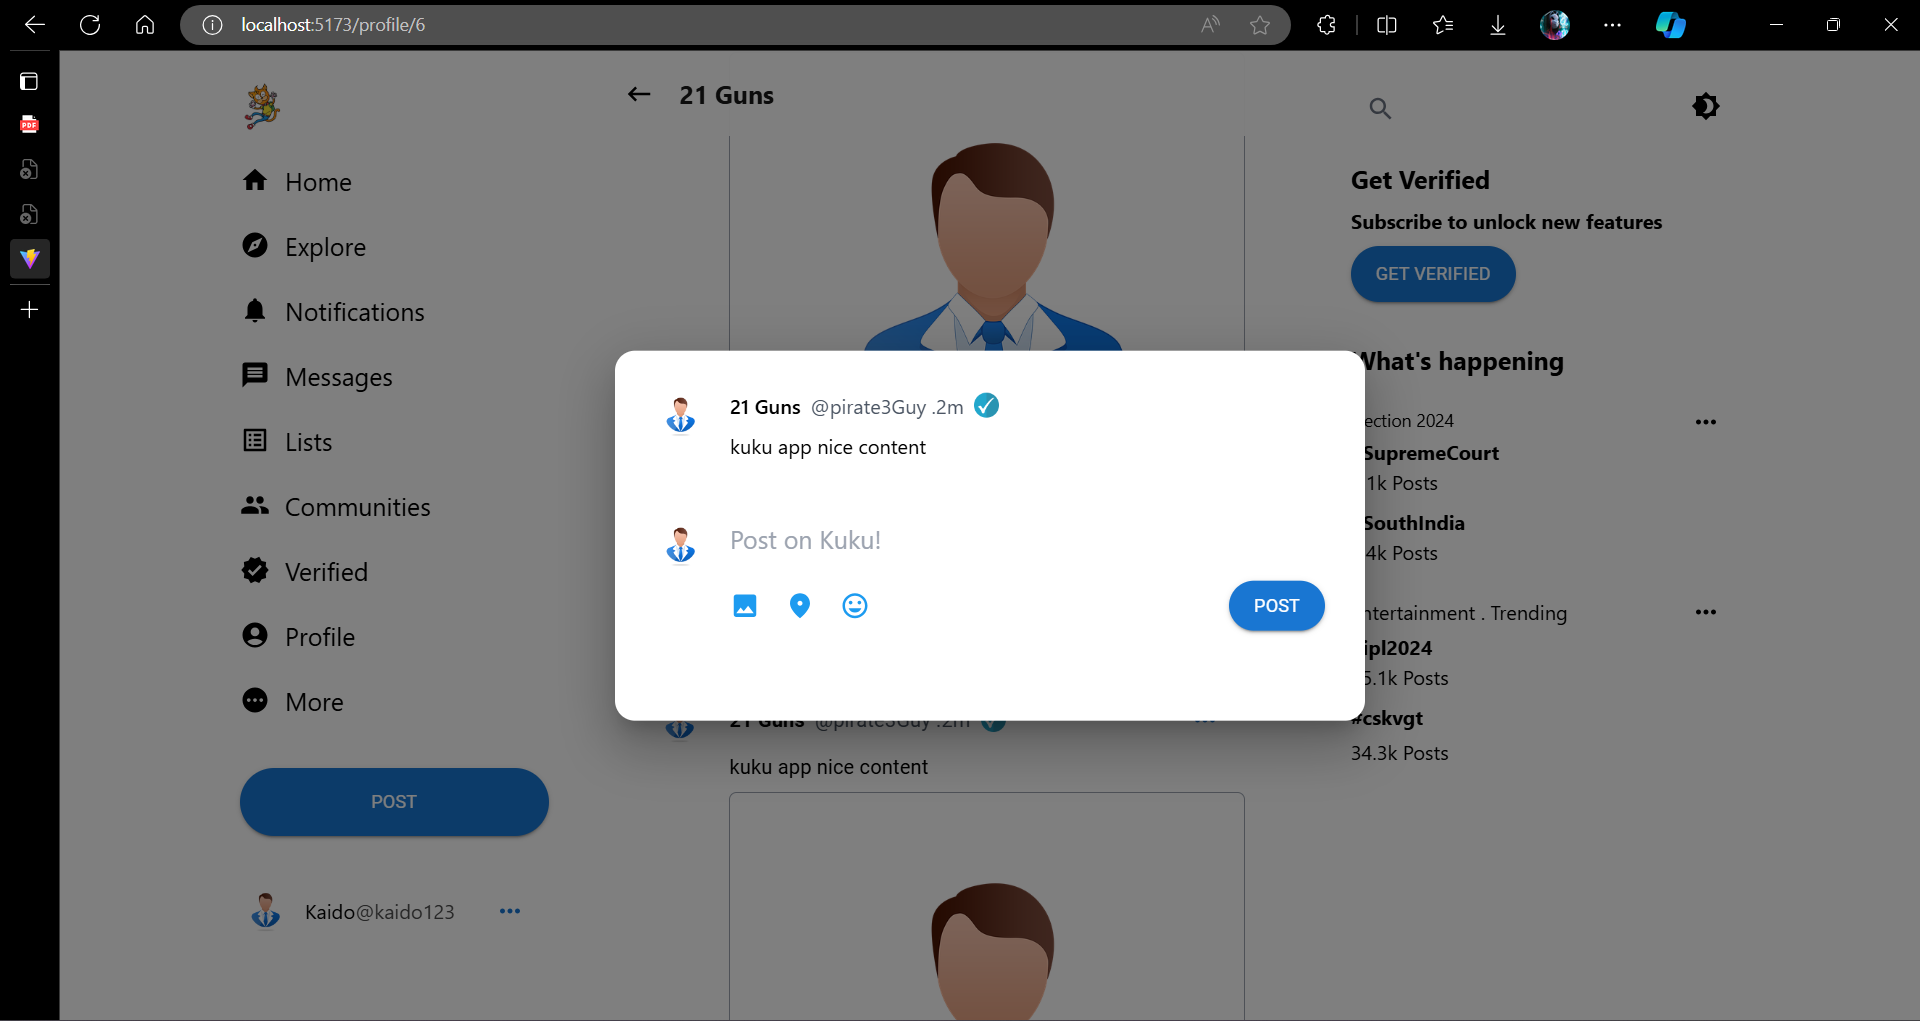 localhost:5173/profile/6
PDF
Home
Explore
Notifications
Messages
Lists
Communities
Verified
Profile
More
POST
Kaido@kaido123
21 Guns
21 Guns @pirate3Guy .2m
kuku app nice content
Post on Kuku!
POST
21 Guns @pirate3Guy .2m
kuku app nice content
Get Verified
Subscribe to unlock new features
GET VERIFIED
What's happening
ection 2024
SupremeCourt
1k Posts
SouthIndia
4k Posts
ntertainment . Trending
ipl2024
5.1k Posts
#cskvgt
34.3k Posts